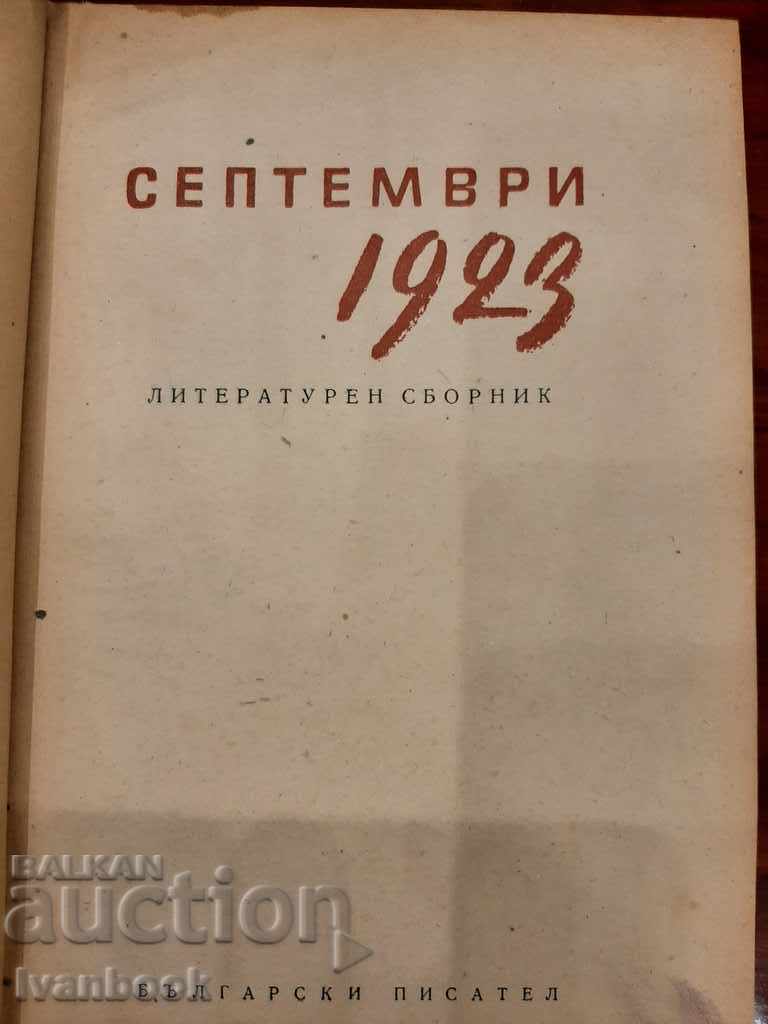 СЕПТЕМВРИ
1923
ЛИТЕРАТУРЕН СБОРНИК
BALKAN
auction
Ivanbook
БЪЛГАРСКИ ПИСАТЕЛ